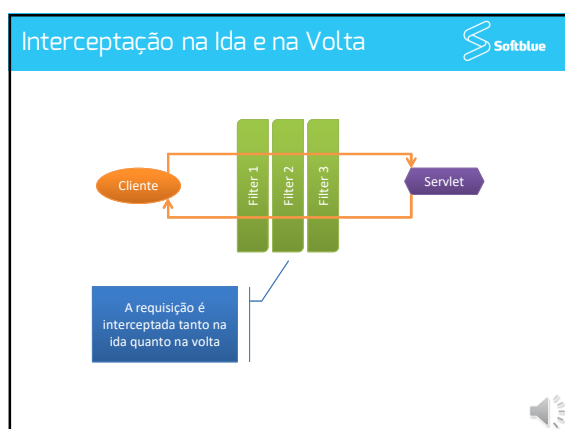 Interceptação na Ida e na Volta
Softblue
Cliente
Filter 1
Filter 2
Filter 3
Servlet
A requisição é
interceptada tanto na
ida quanto na volta